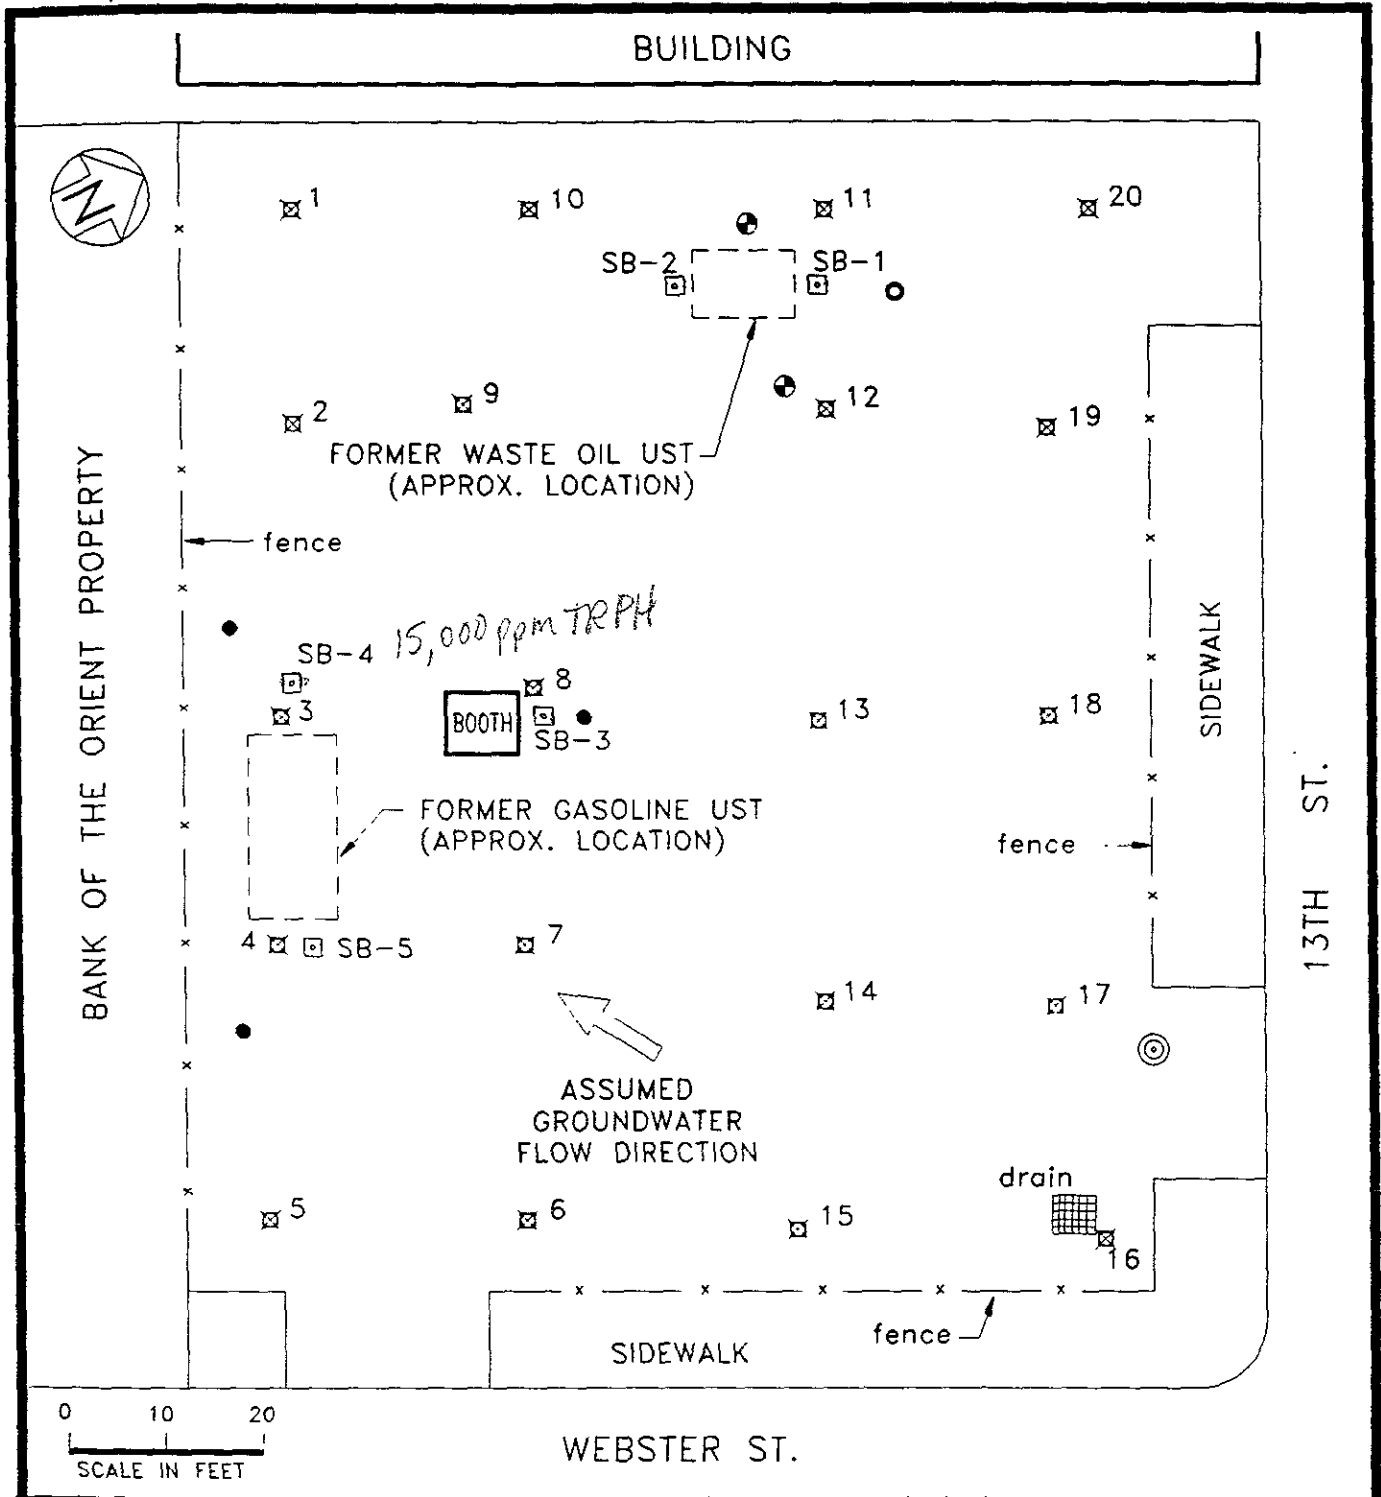 BUILDING
N
1
10
11
20
SB-2
SB-1
2
9
12
19
FORMER WASTE OIL UST
(APPROX. LOCATION)
BANK OF THE ORIENT PROPERTY
fence
15,000 ppm TRPH
SB-4
3
8
BOOTH
SB-3
13
18
SIDEWALK
FORMER GASOLINE UST
(APPROX. LOCATION)
fence
13TH ST.
4
SB-5
7
14
17
ASSUMED
GROUNDWATER
FLOW DIRECTION
drain
5
6
15
16
fence
SIDEWALK
0 10 20
SCALE IN FEET
WEBSTER ST.